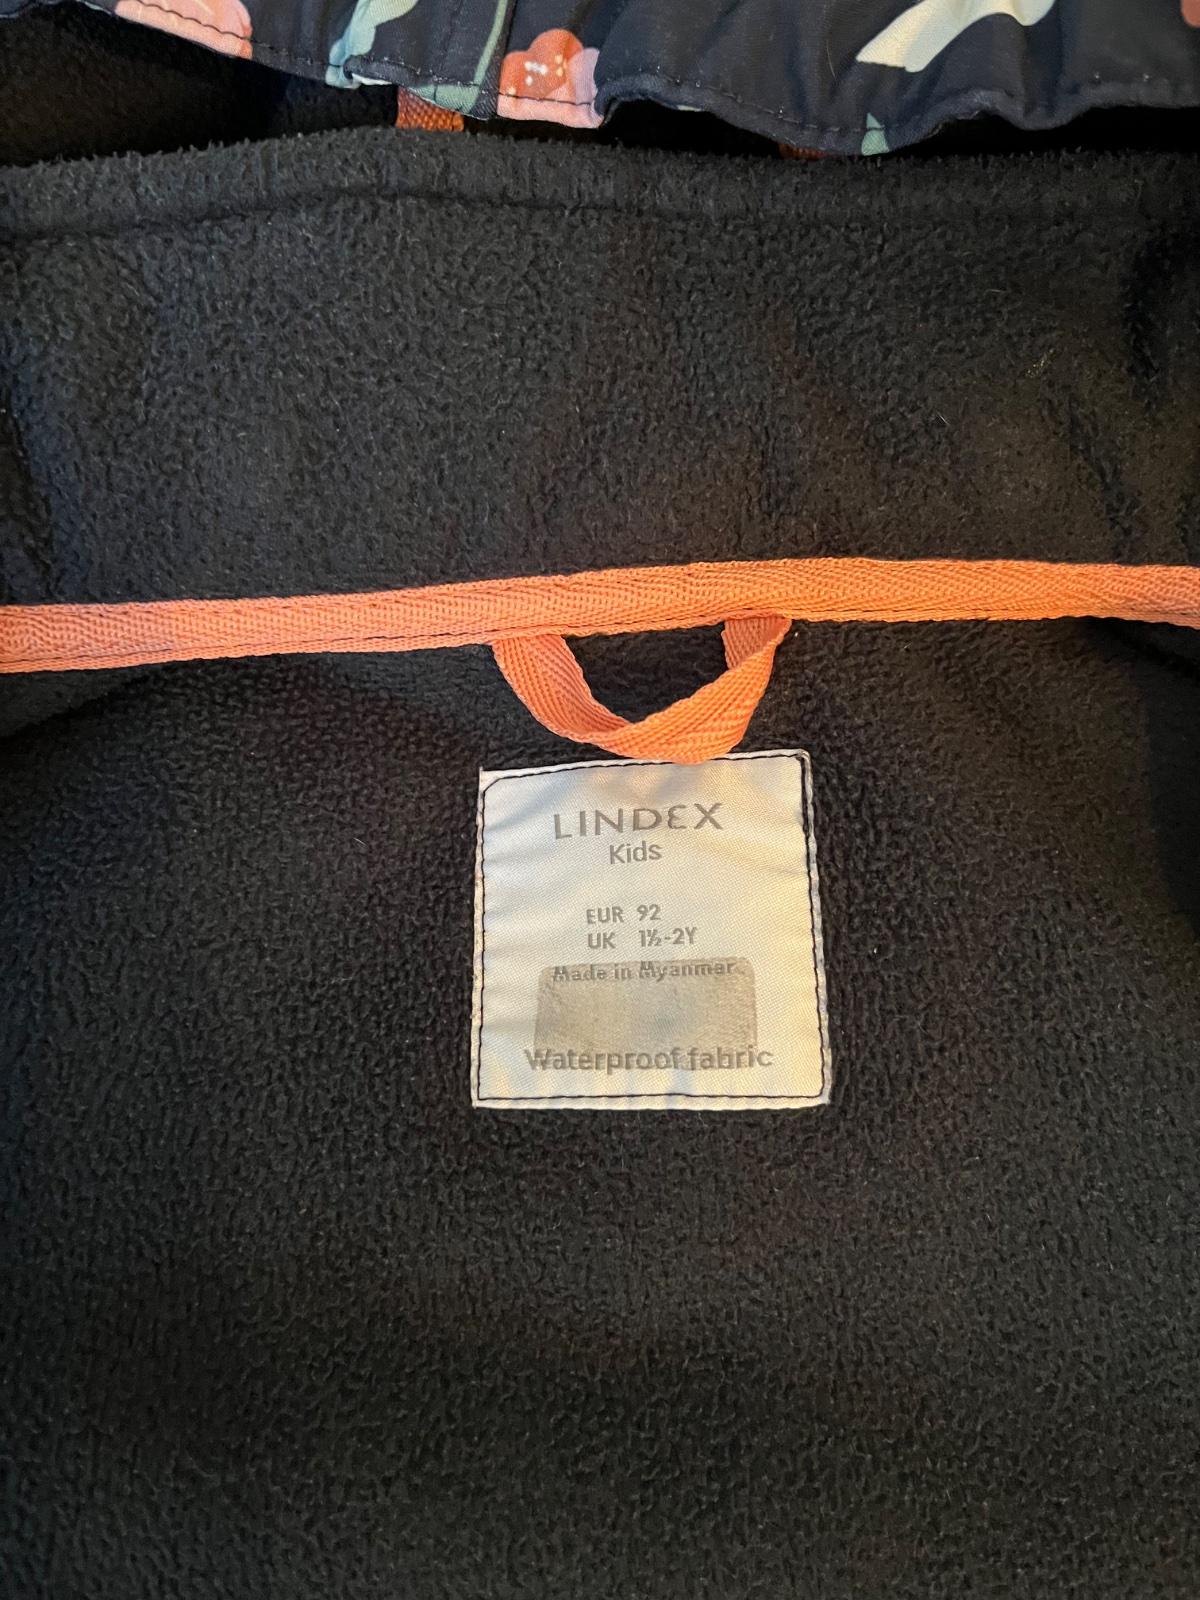 LINDEX
Kids
EUR 92
UK 1½-2Y
Made in Myanmar
Waterproof fabric